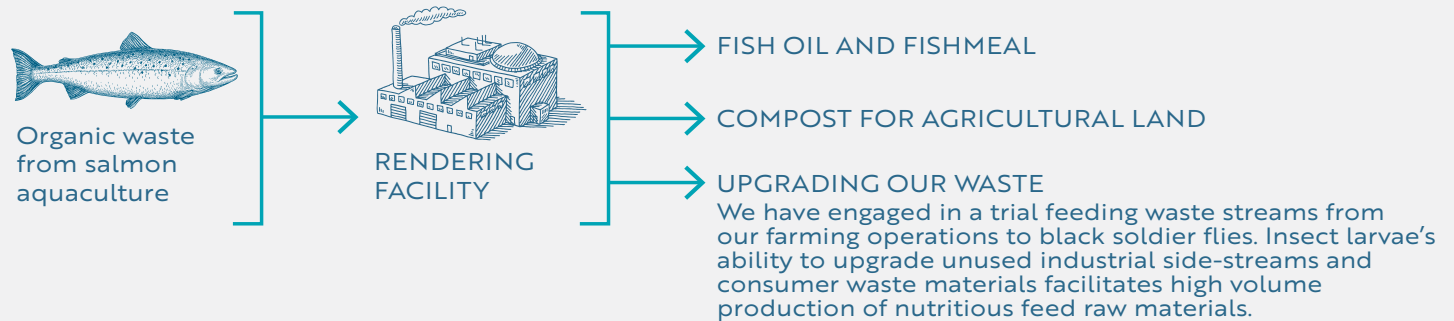 Organic waste
from salmon
aquaculture
RENDERING
FACILITY
FISH OIL AND FISHMEAL
COMPOST FOR AGRICULTURAL LAND
UPGRADING OUR WASTE
We have engaged in a trial feeding waste streams from
our farming operations to black soldier flies. Insect larvae's
ability to upgrade unused industrial side-streams and
consumer waste materials facilitates high volume
production of nutritious feed raw materials.